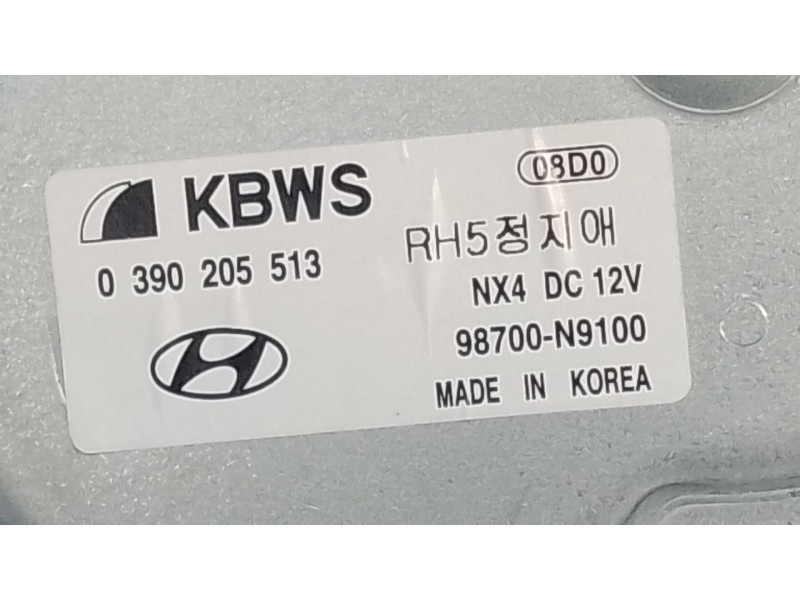 08D0
KBWS
RH5정지애
0 390 205 513
NX4 DC 12V
98700-N9100
MADE IN KOREA